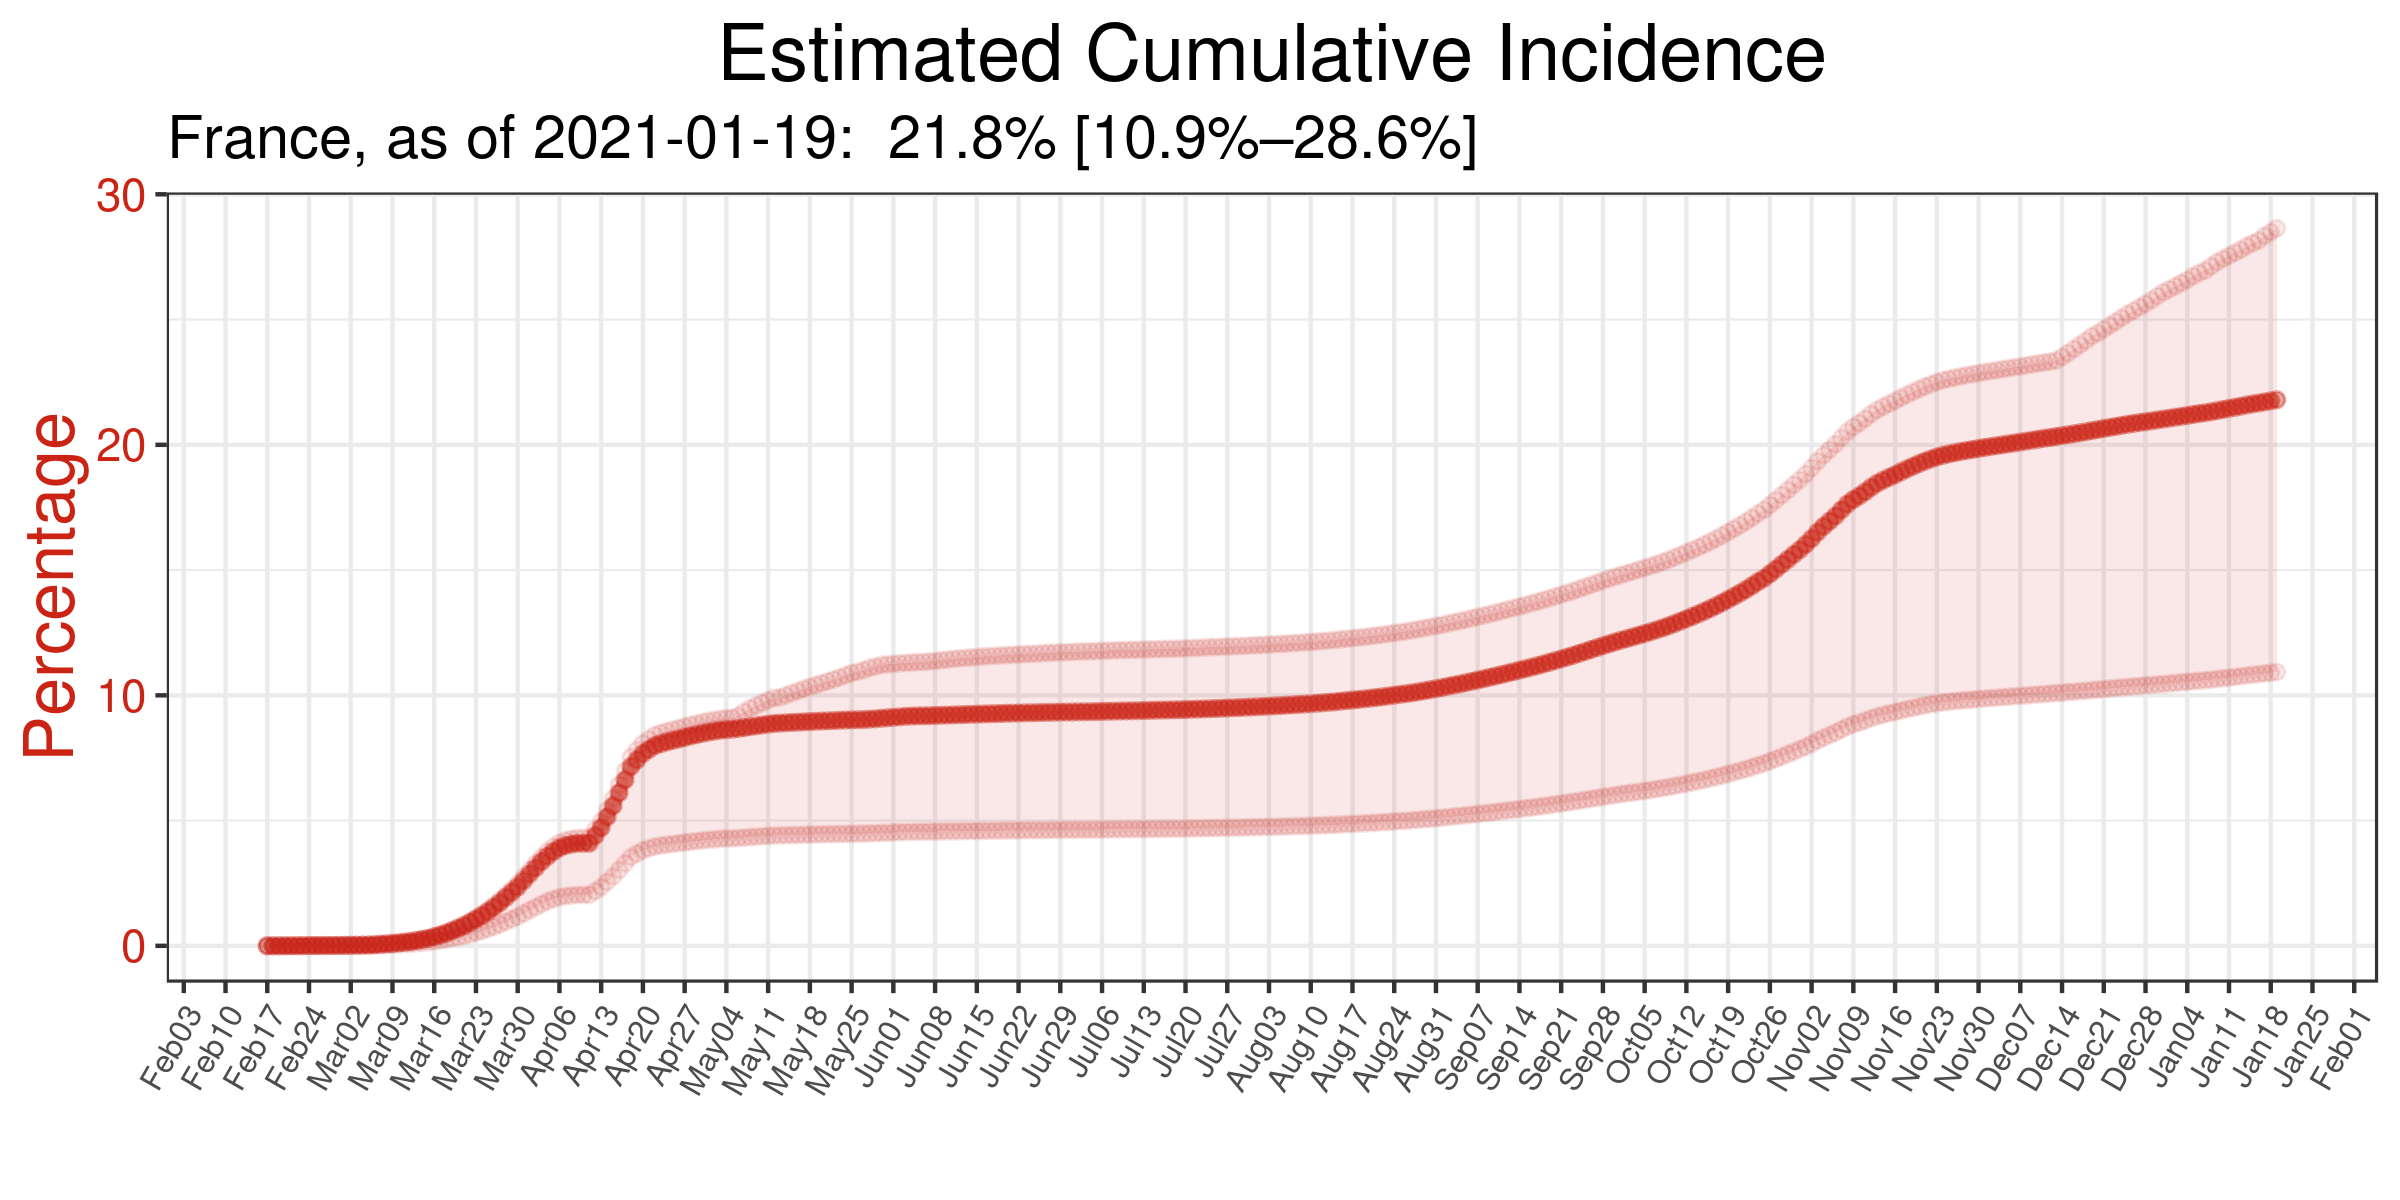 Estimated Cumulative Incidence
France, as of 2021-01-19:  21.8% [10.9%–28.6%]
Percentage
30
20
10
0
Feb03
Feb10
Feb17
Feb24
Mar02
Mar09
Mar16
Mar23
Mar30
Apr06
Apr13
Apr20
Apr27
May04
May11
May18
May25
Jun01
Jun08
Jun15
Jun22
Jun29
Jul06
Jul13
Jul20
Jul27
Aug03
Aug10
Aug17
Aug24
Aug31
Sep07
Sep14
Sep21
Sep28
Oct05
Oct12
Oct19
Oct26
Nov02
Nov09
Nov16
Nov23
Nov30
Dec07
Dec14
Dec21
Dec28
Jan04
Jan11
Jan18
Jan25
Feb01